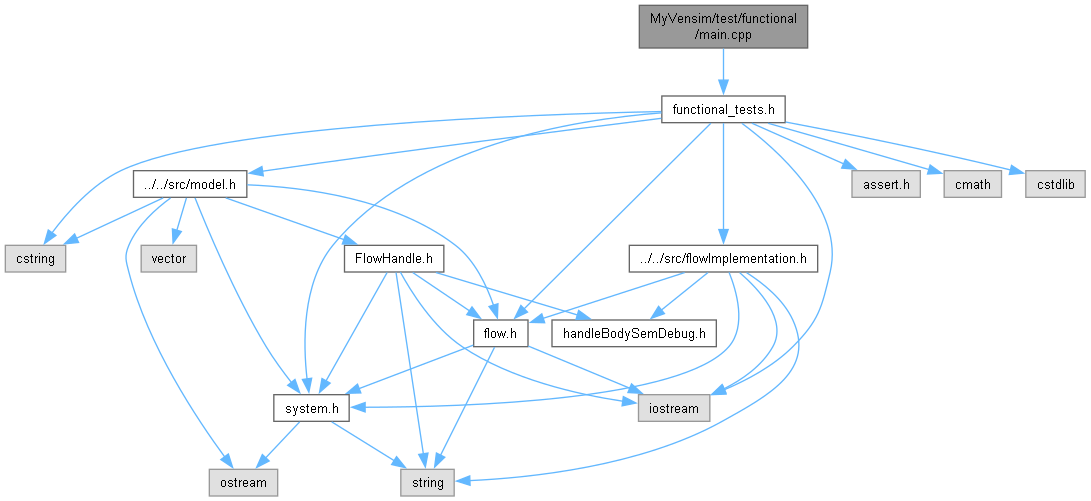 MyVensim/test/functional
/main.cpp
functional_tests.h
../../src/model.h
assert.h
cmath
cstdlib
cstring
vector
FlowHandle.h
../../src/flowImplementation.h
flow.h
handleBodySemDebug.h
system.h
iostream
ostream
string